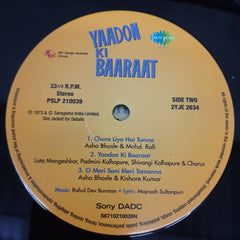 YAADON
KI
BAARAAT
33⅓ R.P.M.
Stereo
PSLP 210039
℗ 1973 & © Saregama India Limited.
See Jacket for Details
SIDE TWO
2YJE 2634
1. Chura Liya Hai Tumne
Asha Bhosle & Mohd. Rafi
2. Yaadon Ki Baaraat
Lata Mangeshkar, Padmini Kolhapure, Shivangi Kolhapure & Chorus
3. O Meri Soni Meri Tamanna
Asha Bhosle & Kishore Kumar
Music: Rahul Dev Burman - Lyric: Majrooh Sultanpuri
Sony DADC
S6710210039N